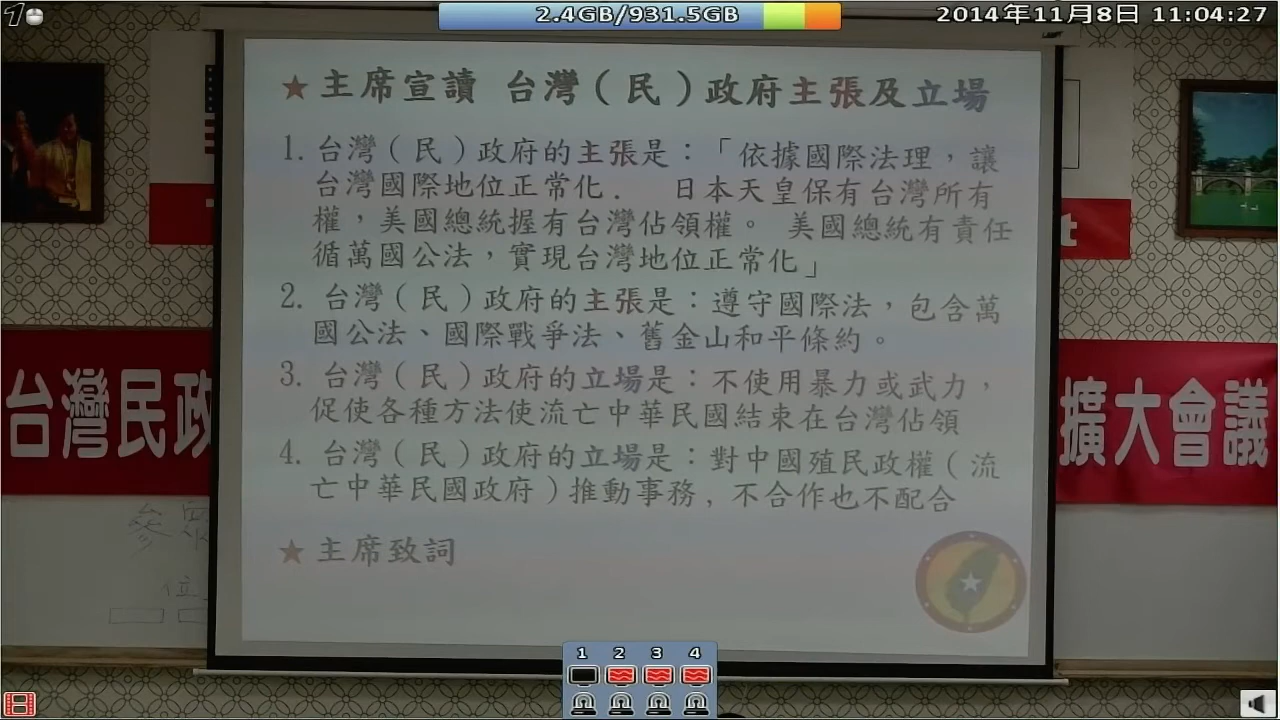 1
2.4GB/931.5GB
2014年11月8日 11:04:27
★主席宣讀 台灣(民)政府主張及立場
1. 台灣(民)政府的主張是：「依據國際法理，讓
台灣國際地位正常化． 日本天皇保有台灣所有
權，美國總統握有台灣佔領權。 美國總統有責任
循萬國公法，實現台灣地位正常化」
2. 台灣(民)政府的主張是：遵守國際法，包含萬
國公法、國際戰爭法、舊金山和平條約。
3. 台灣(民)政府的立場是：不使用暴力或武力，
促使各種方法使流亡中華民國結束在台灣佔領
4. 台灣(民)政府的立場是：對中國殖民政權(流
亡中華民國政府)推動事務, 不合作也不配合
★主席致詞
t
台灣民政
擴大會議
位
1 2 3 4